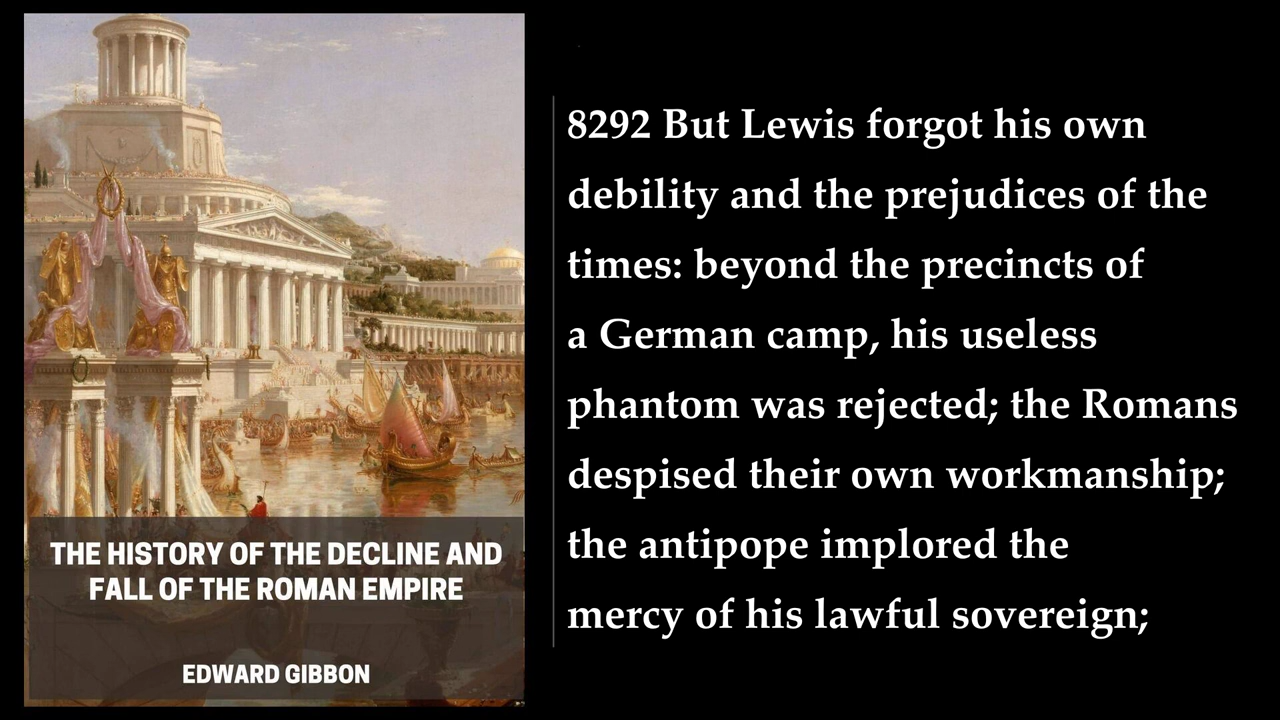 THE HISTORY OF THE DECLINE AND
FALL OF THE ROMAN EMPIRE
EDWARD GIBBON
8292 But Lewis forgot his own
debility and the prejudices of the
times: beyond the precincts of
a German camp, his useless
phantom was rejected; the Romans
despised their own workmanship;
the antipope implored the
mercy of his lawful sovereign;